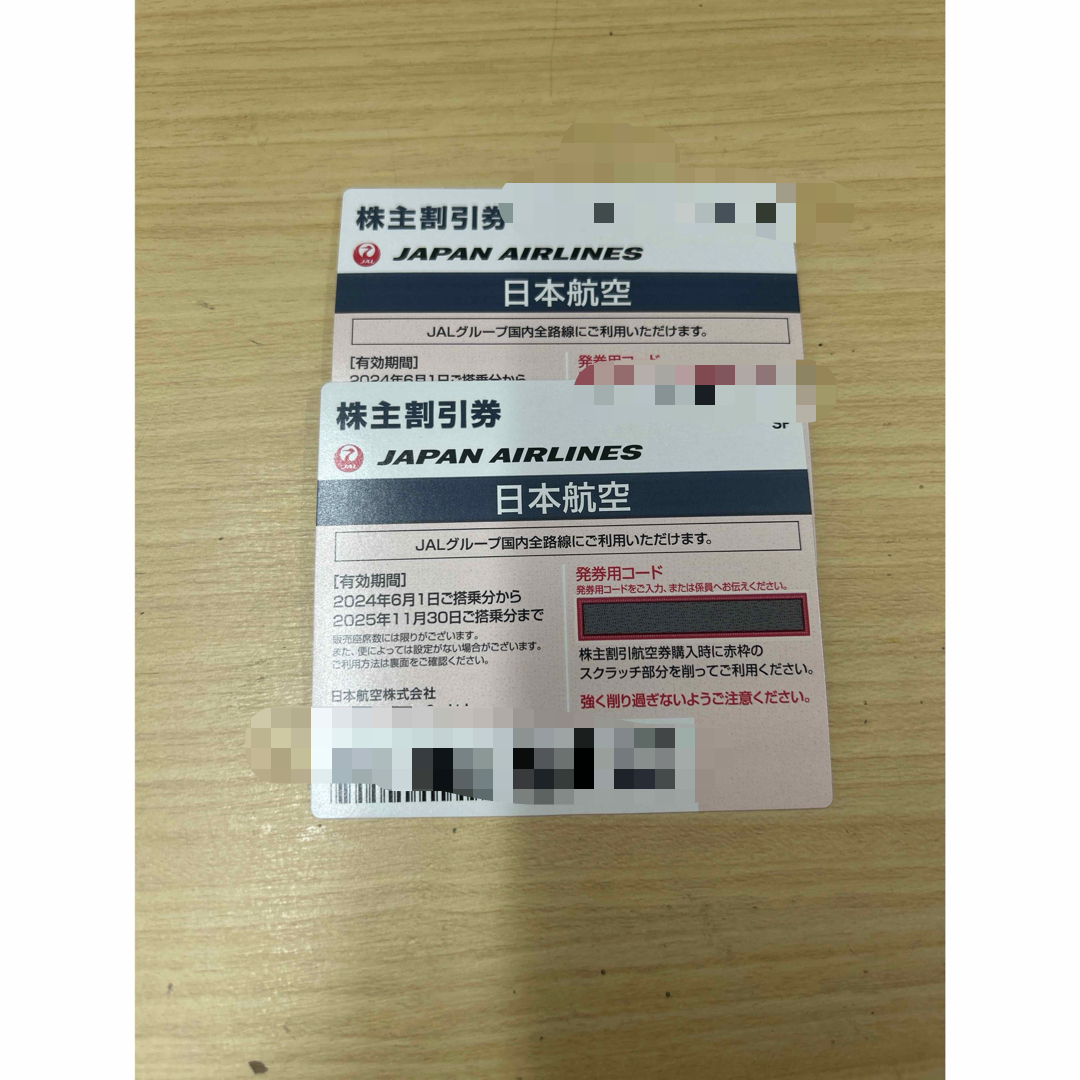 株主割引券
JAL
JAPAN AIRLINES
日本航空
JALグループ国内全路線にご利用いただけます。
[有効期間]
2024年6月1日ご搭乗分から
発券用コード
株主割引券
JAL
JAPAN AIRLINES
日本航空
JALグループ国内全路線にご利用いただけます。
[有効期間]
2024年6月1日ご搭乗分から
2025年11月30日ご搭乗分まで
販売座席数には限りがございます。
また、便によっては設定がない場合がございます。
ご利用方法は裏面をご確認ください。
日本航空株式会社
発券用コード
発券用コードをご入力、または係員へお伝えください。
株主割引航空券購入時に赤枠の
スクラッチ部分を削ってご利用ください。
強く削り過ぎないようご注意ください。